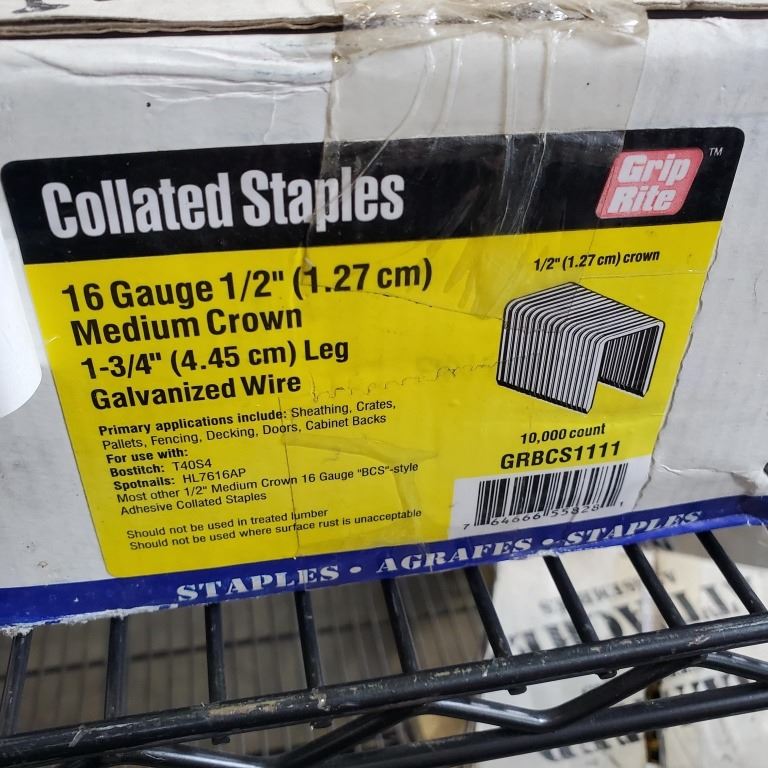 Collated Staples
Grip
Rite
TM
16 Gauge 1/2" (1.27 cm)
Medium Crown
1-3/4" (4.45 cm) Leg
Galvanized Wire
1/2" (1.27 cm) crown
Primary applications include: Sheathing, Crates,
Pallets, Fencing, Decking, Doors, Cabinet Backs
For use with:
Bostitch: T40S4
Spotnails: HL7616AP
Most other 1/2" Medium Crown 16 Gauge "BCS"-style
Adhesive Collated Staples
Should not be used in treated lumber
Should not be used where surface rust is unacceptable
10,000 count
GRBCS1111
7 64666 55828 1
STAPLES • AGRAFES • STAPLES